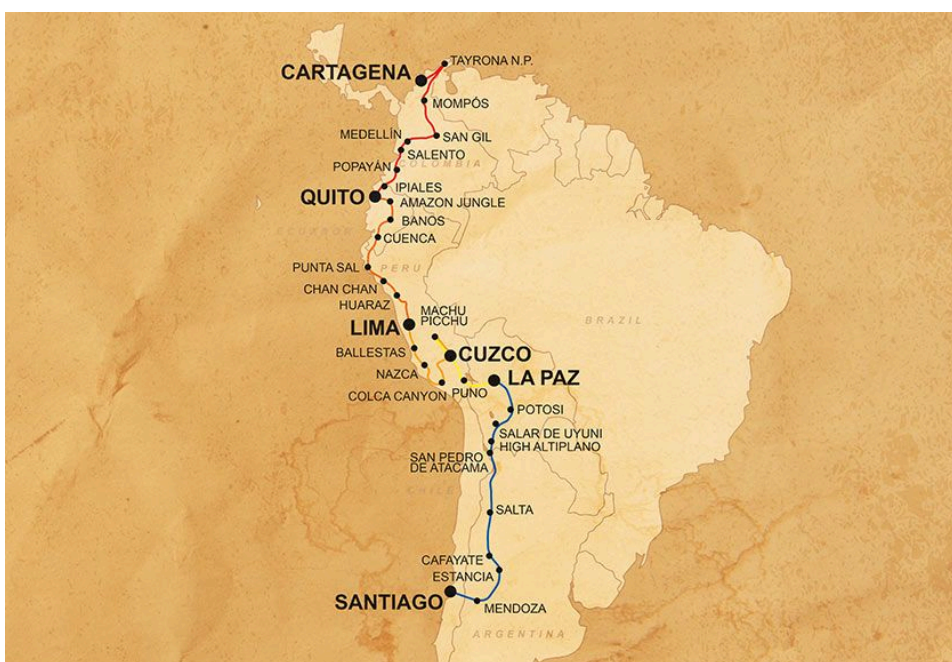 TAYRONA N.P.
CARTAGENA
MOMPÓS
MEDELLÍN
SAN GIL
SALENTO
COLOMBIA
POPAYÁN
IPIALES
QUITO
AMAZON JUNGLE
BANOS
ECUADOR
CUENCA
PUNTA SAL
PERU
CHAN CHAN
HUARAZ
MACHU
PICCHU
BRAZIL
LIMA
BALLESTAS
CUZCO
NAZCA
LA PAZ
COLCA CANYON
PUNO
POTOSI
SALAR DE UYUNI
HIGH ALTIPLANO
SAN PEDRO
DE ATACAMA
CHILE
SALTA
CAFAYATE
ESTANCIA
SANTIAGO
MENDOZA
ARGENTINA